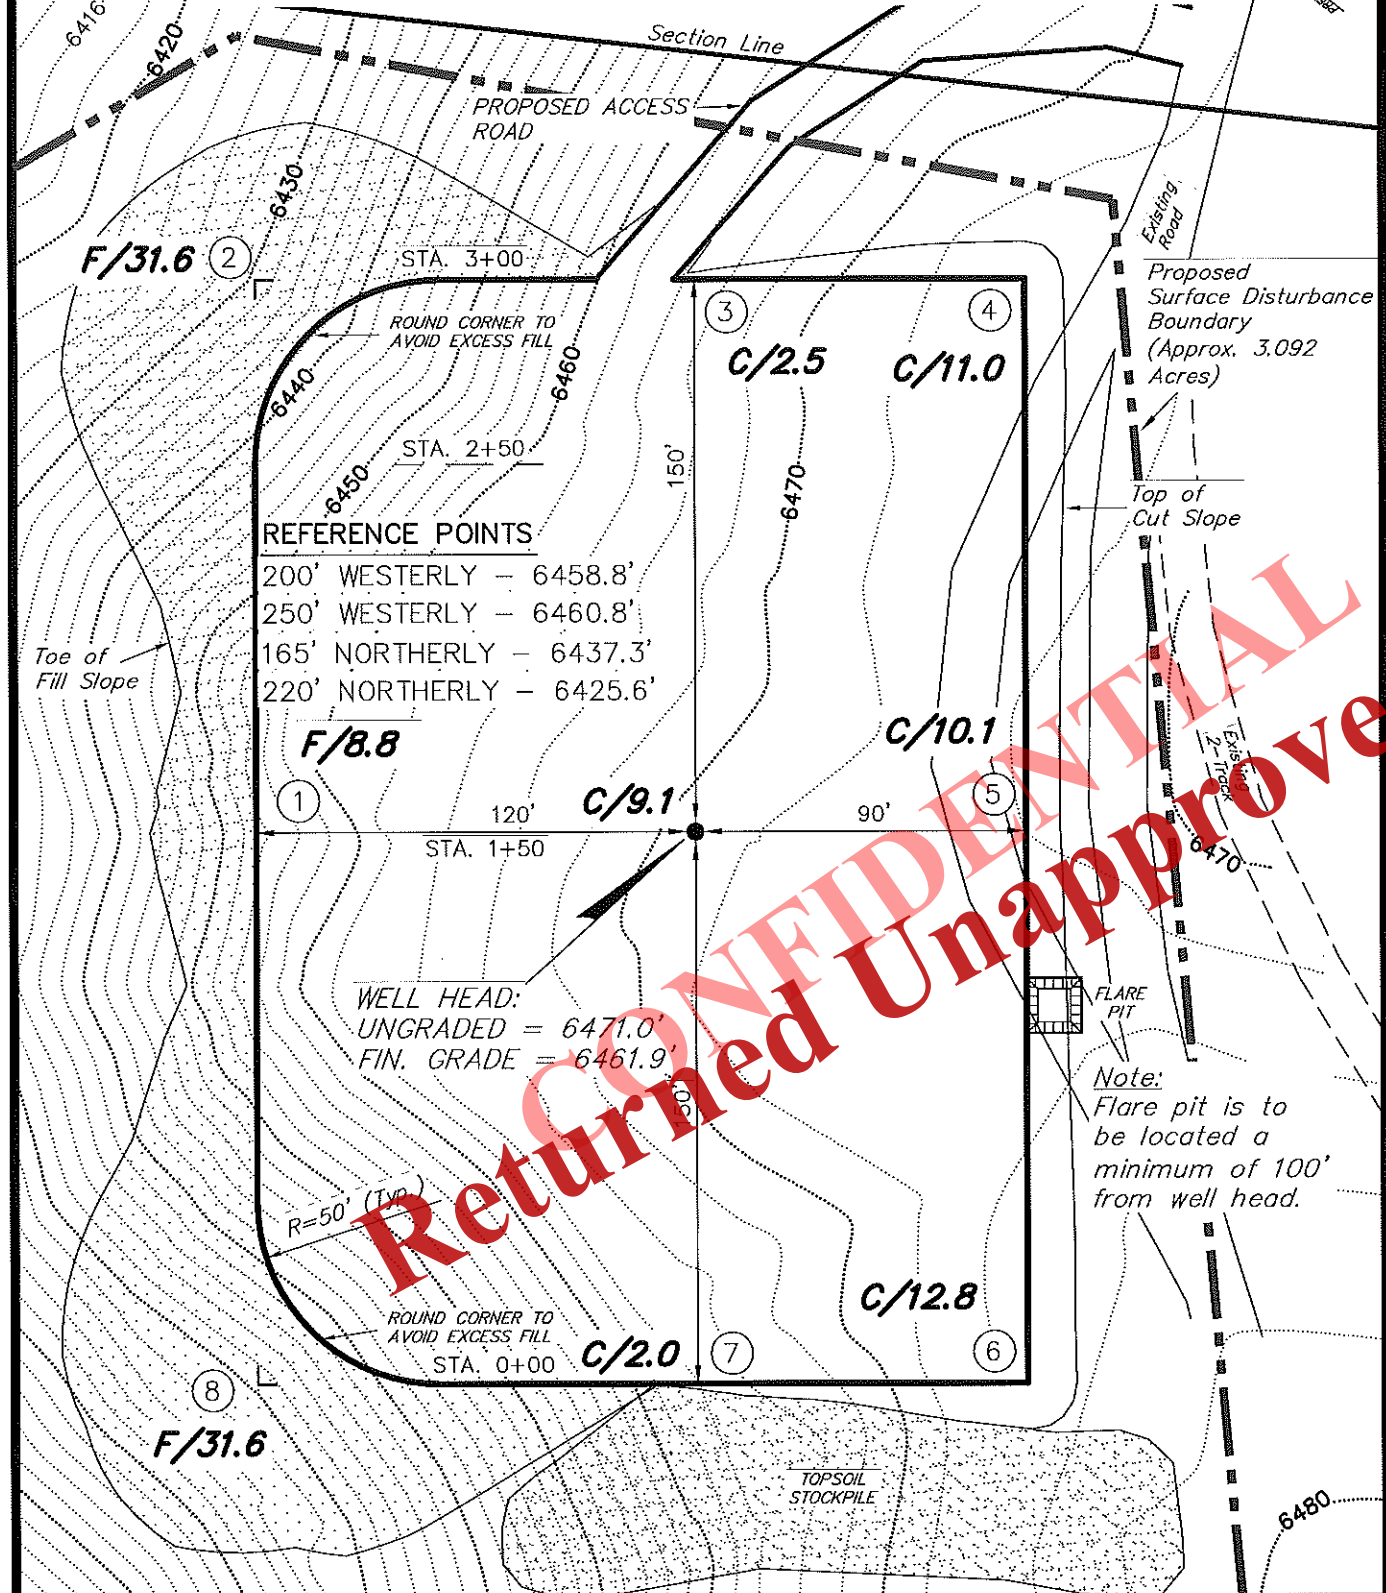 6416
6420
Section Line
PROPOSED ACCESS
ROAD
6430
F/31.6
2
STA. 3+00
Existing
Road
Proposed
Surface Disturbance
Boundary
(Approx. 3.092
Acres)
ROUND CORNER TO
AVOID EXCESS FILL
3
4
C/2.5
C/11.0
6440
6460
STA. 2+50
150'
6450
6470
Top of
Cut Slope
REFERENCE POINTS
200' WESTERLY - 6458.8'
250' WESTERLY - 6460.8'
165' NORTHERLY - 6437.3'
220' NORTHERLY - 6425.6'
Toe of
Fill Slope
F/8.8
C/10.1
Existing
2-Track
1
C/9.1
5
120'
90'
STA. 1+50
6470
WELL HEAD:
UNGRADED = 6471.0'
FIN. GRADE = 6461.9'
FLARE
PIT
150'
Note:
Flare pit is to
be located a
minimum of 100'
from well head.
CONFIDENTIAL
Returned Unapprove
R=50' (Typ.)
C/12.8
ROUND CORNER TO
AVOID EXCESS FILL
STA. 0+00
C/2.0
7
6
8
F/31.6
TOPSOIL
STOCKPILE
6480